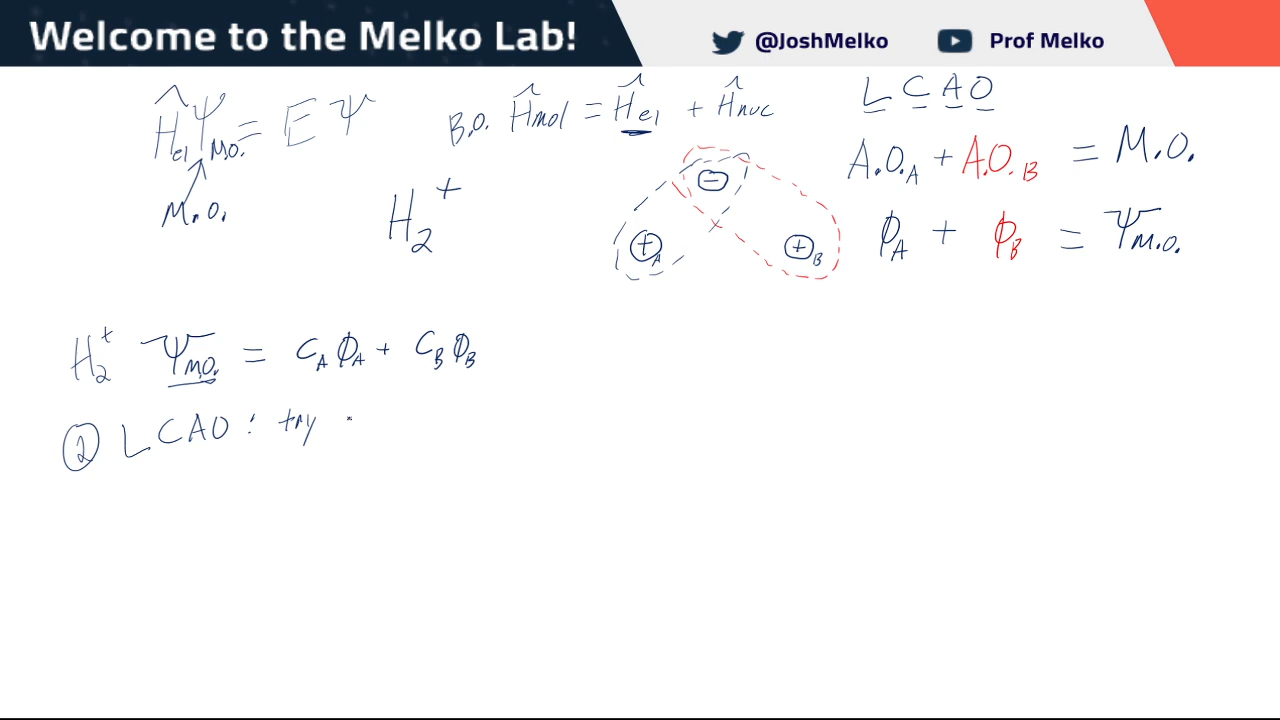 Welcome to the Melko Lab!
@JoshMelko
Prof Melko
Ĥel ΨM.O. = EΨ
M.O.
B.O. Ĥmol = Ĥel + Ĥnuc
H2+
− +A +B
LCAO
A.O.A + A.O.B = M.O.
ϕA + ϕB = ΨM.O.
H2+ ΨM.O. = CAϕA + CBϕB
② LCAO : try